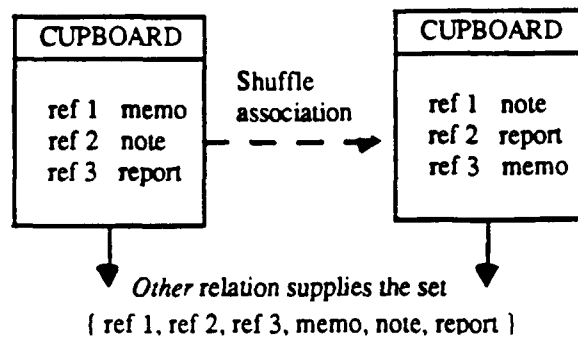 CUPBOARD
ref 1 memo
ref 2 note
ref 3 report
Shuffle
association
CUPBOARD
ref 1 note
ref 2 report
ref 3 memo
Other relation supplies the set
{ ref 1, ref 2, ref 3, memo, note, report }